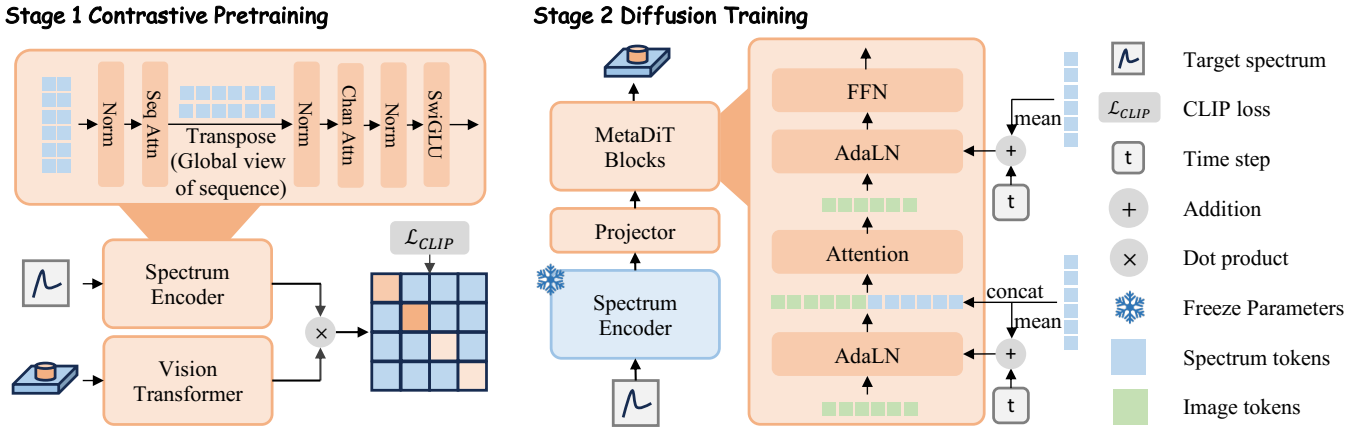 Stage 1 Contrastive Pretraining
Norm
Seq Attn
Transpose
(Global view
of sequence)
Norm
Chan Attn
Norm
SwiGLU
Spectrum
Encoder
Vision
Transformer
×
ℒCLIP
Stage 2 Diffusion Training
MetaDiT
Blocks
Projector
Spectrum
Encoder
FFN
AdaLN
Attention
AdaLN
mean
+
t
concat
mean
+
t
Target spectrum
ℒCLIP
CLIP loss
t
Time step
+
Addition
×
Dot product
Freeze Parameters
Spectrum tokens
Image tokens